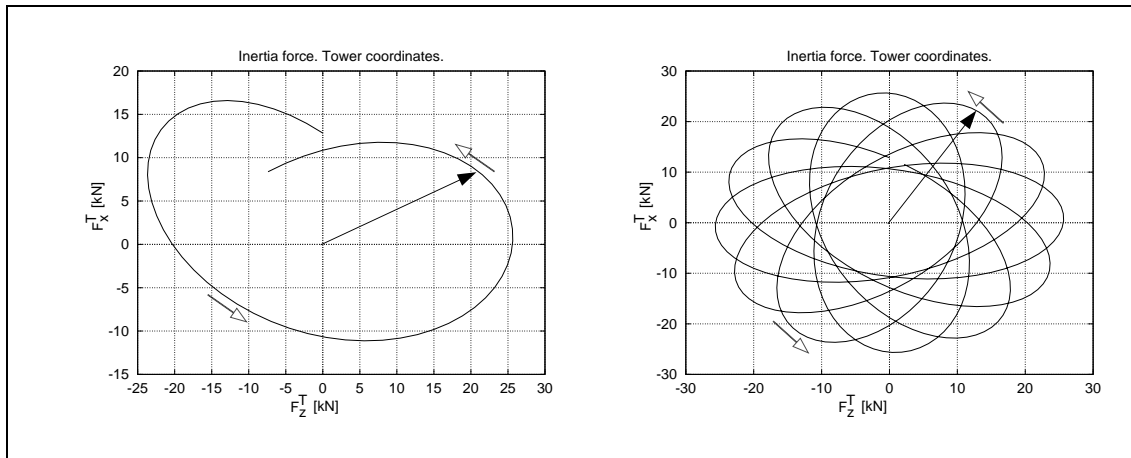 Inertia force. Tower coordinates.
20
15
10
5
0
-5
-10
-15
-25 -20 -15 -10 -5 0 5 10 15 20 25 30
F_x^T [kN]
F_z^T [kN]
Inertia force. Tower coordinates.
30
20
10
0
-10
-20
-30
-30 -20 -10 0 10 20 30
F_x^T [kN]
F_z^T [kN]